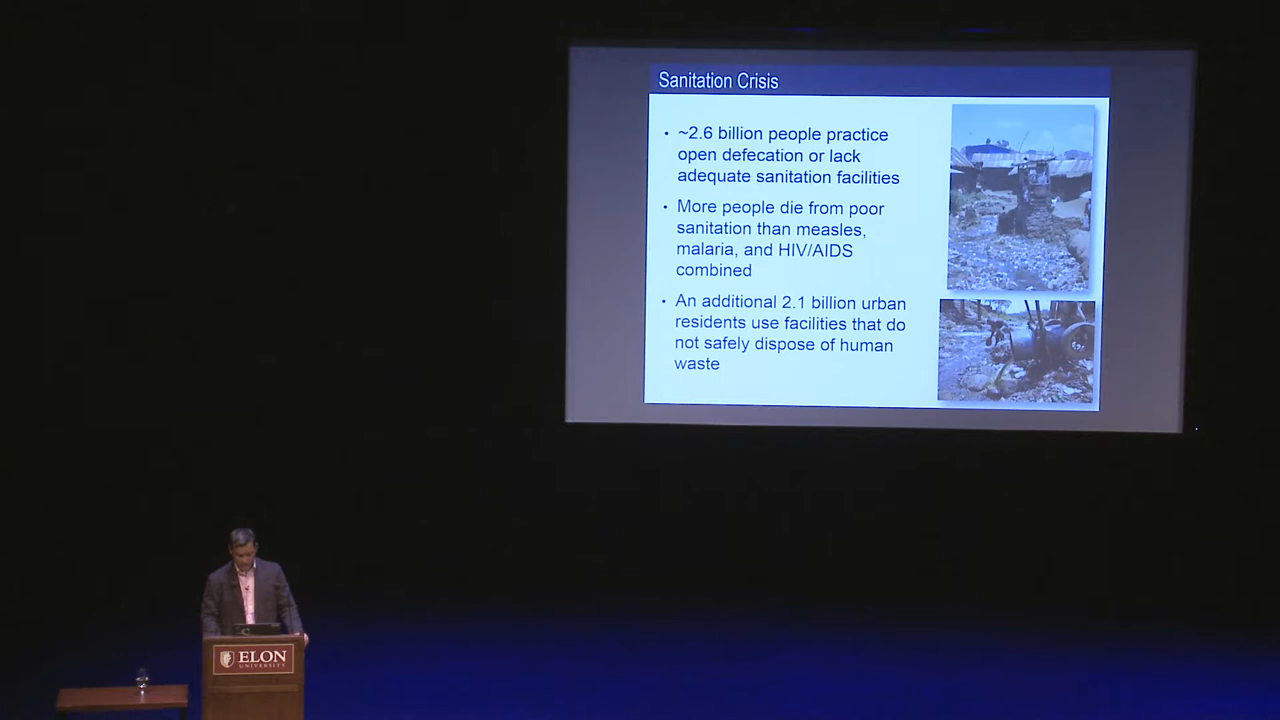 Sanitation Crisis
• ~2.6 billion people practice
open defecation or lack
adequate sanitation facilities
• More people die from poor
sanitation than measles,
malaria, and HIV/AIDS
combined
• An additional 2.1 billion urban
residents use facilities that do
not safely dispose of human
waste
ELON
UNIVERSITY